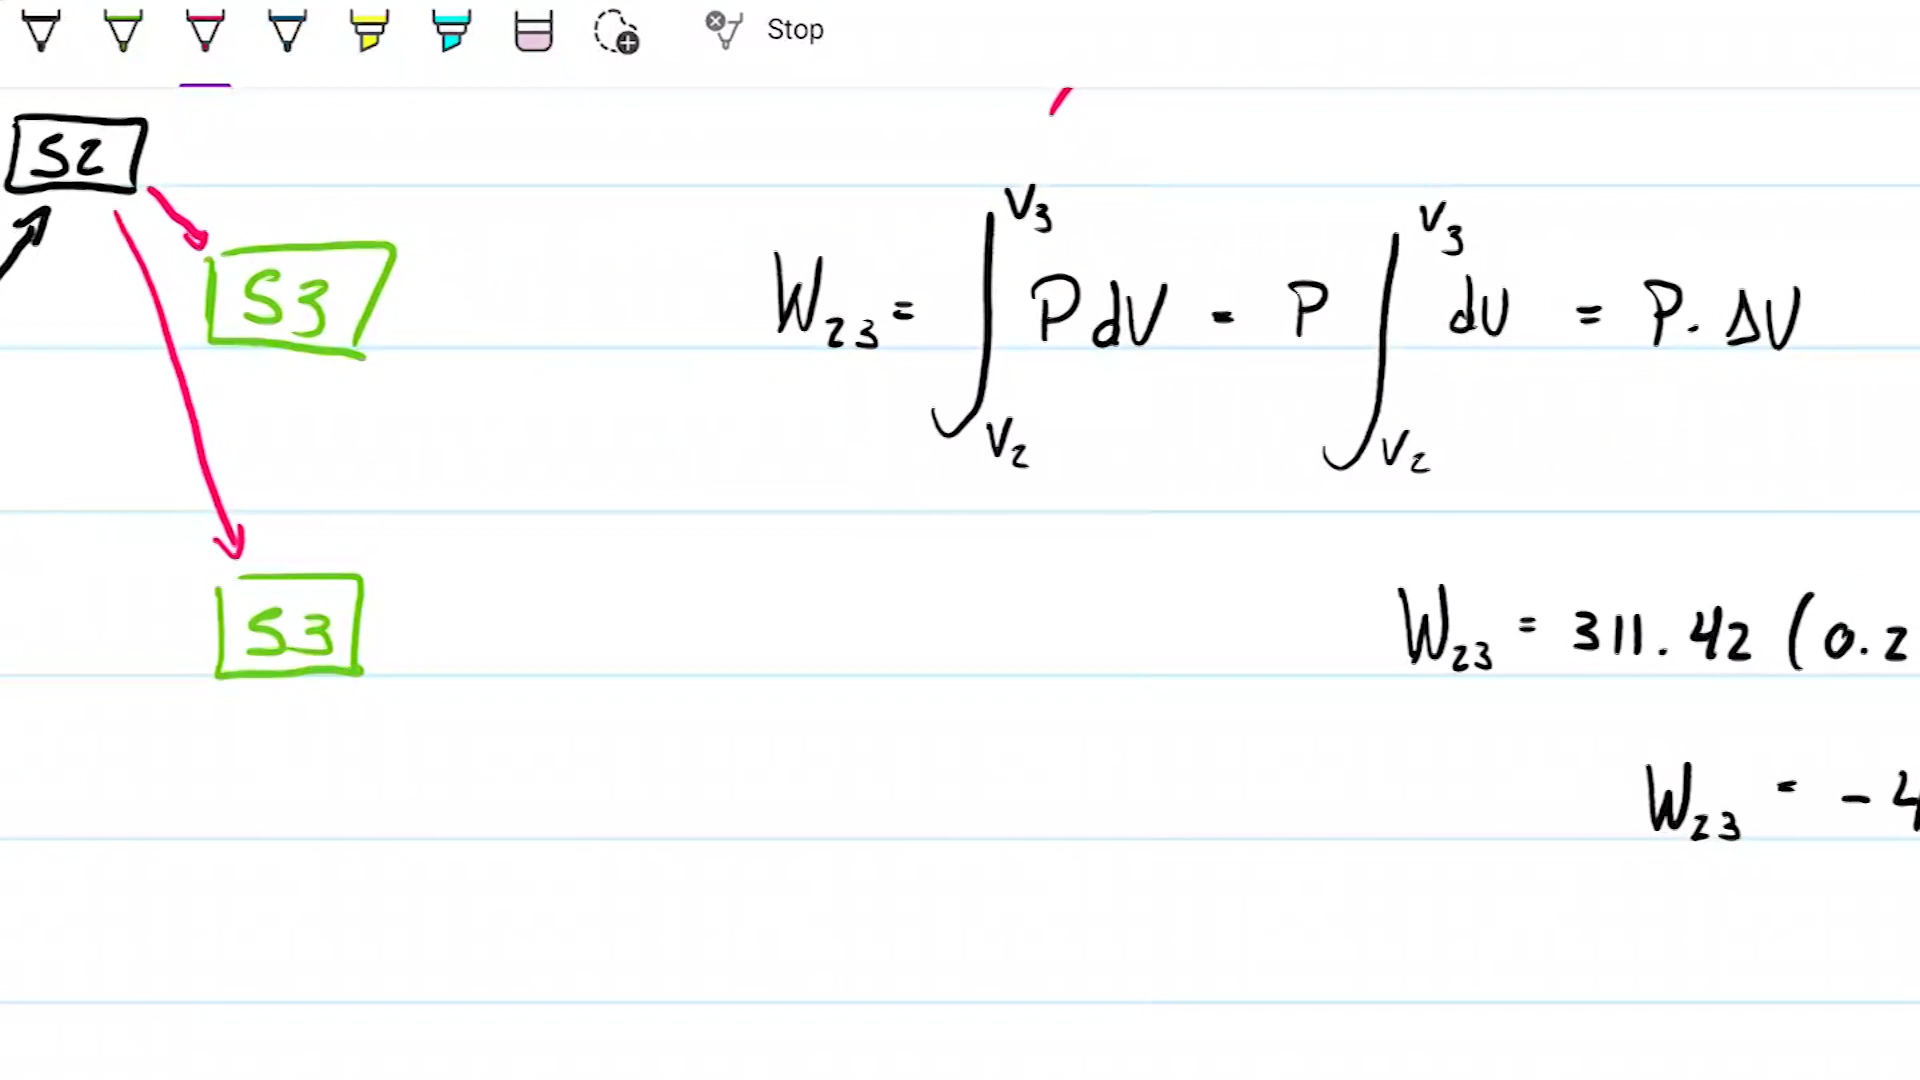 Stop
S2
S3
W₂₃ = ∫_{V₂}^{V₃} P dV = P ∫_{V₂}^{V₃} dV = P · ΔV
S3
W₂₃ = 311.42 (0.2
W₂₃ = - 4